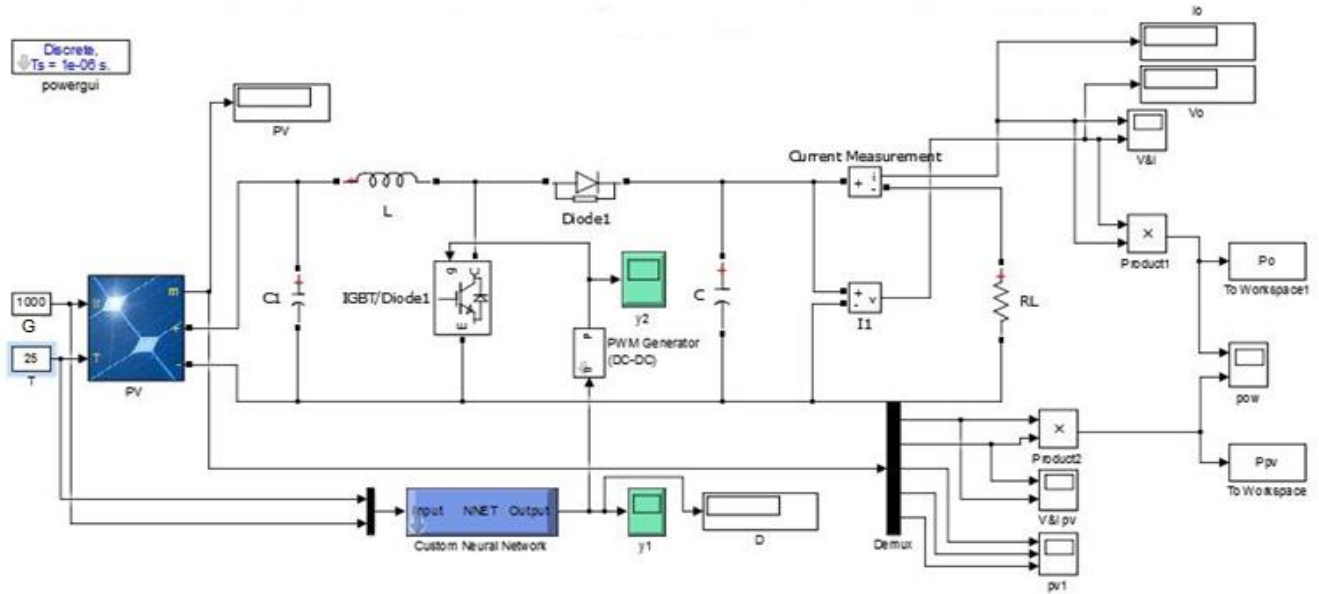 Io
Discrete,
Ts = 1e-06 s.
powergui
PV
Vo
V&I
Current Measurement
+ i
-
L
Diode1
Product1
Po
To Workspace1
g C
E
IGBT/Diode1
C1
y2
C
+ v
-
I1
RL
1000
G
25
T
Ir
T
m
+
-
PV
P
D
PWM Generator
(DC-DC)
pow
Product2
Ppv
To Workspace
Input NNET Output
Custom Neural Network
y1
D
Demux
V&I pv
pv1